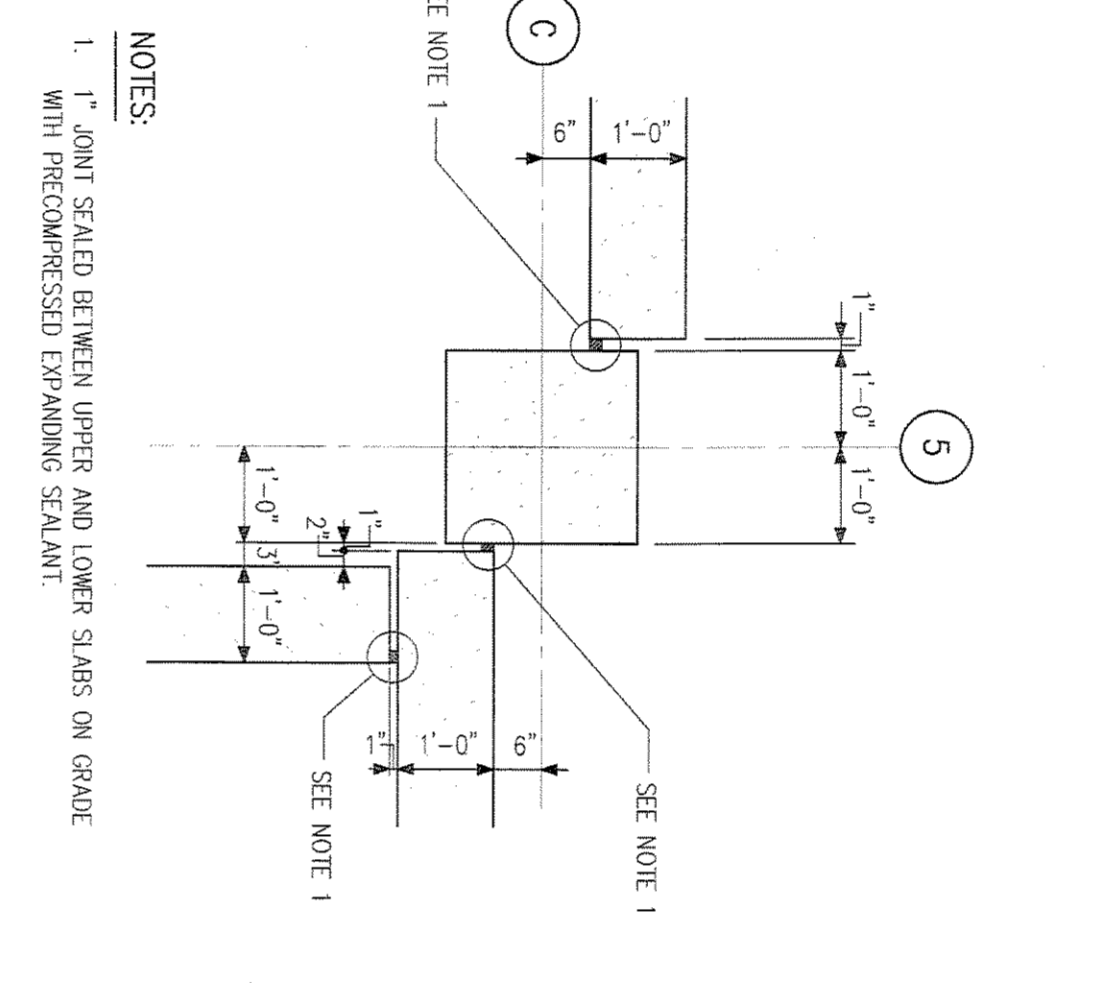 C
EE NOTE 1
6"
1'-0"
1"
1'-0"
1'-0"
5
1'-0"
3'
1'-0"
1"
2"
1"
1'-0"
6"
SEE NOTE 1
SEE NOTE 1
NOTES:
1. 1" JOINT SEALED BETWEEN UPPER AND LOWER SLABS ON GRADE
WITH PRECOMPRESSED EXPANDING SEALANT.